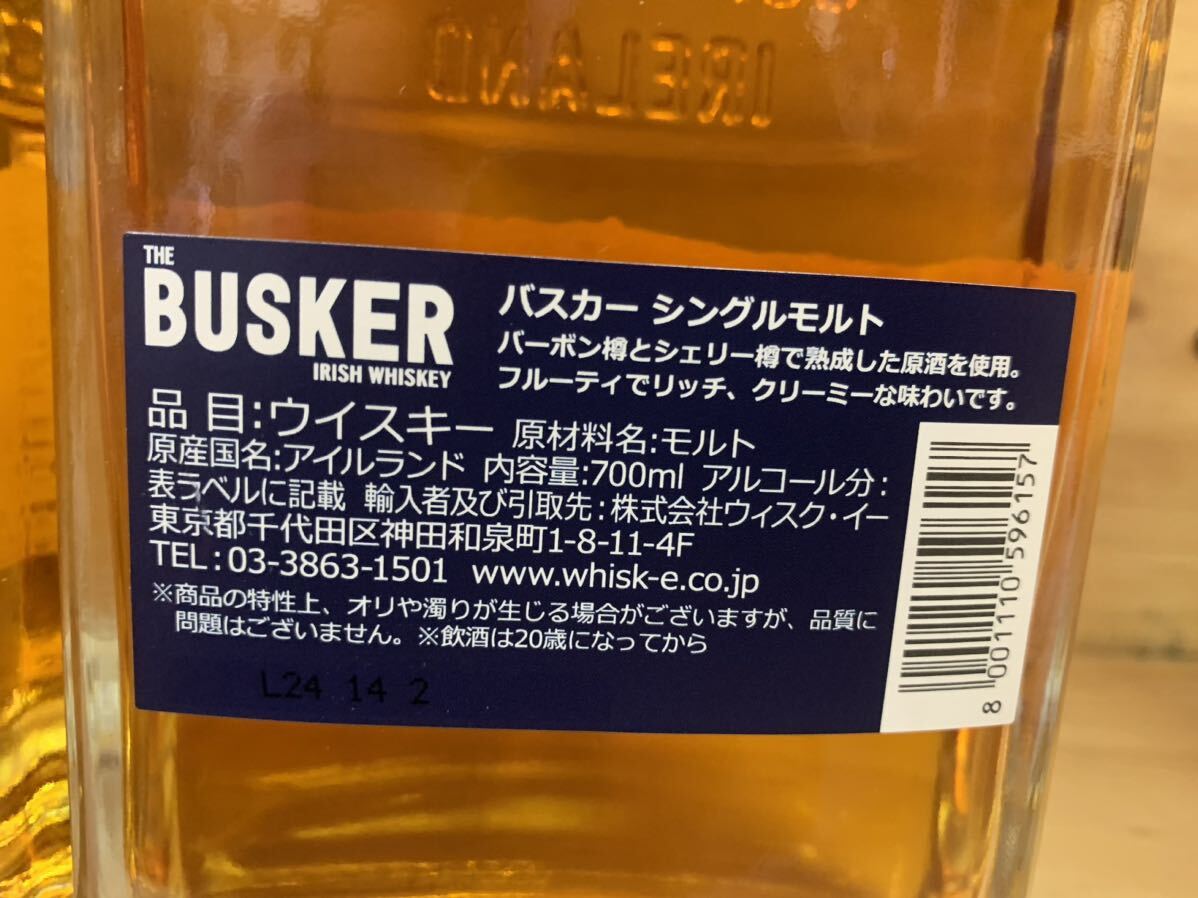 IRELAND
THE
BUSKER
IRISH WHISKEY
バスカー シングルモルト
バーボン樽とシェリー樽で熟成した原酒を使用。
フルーティでリッチ、クリーミーな味わいです。
品 目:ウイスキー 原材料名:モルト
原産国名:アイルランド 内容量:700ml アルコール分:
表ラベルに記載 輸入者及び引取先:株式会社ウィスク・イー
東京都千代田区神田和泉町1-8-11-4F
TEL:03-3863-1501 www.whisk-e.co.jp
※商品の特性上、オリや濁りが生じる場合がございますが、品質に
問題はございません。※飲酒は20歳になってから
L24 14 2
8 001110 596157